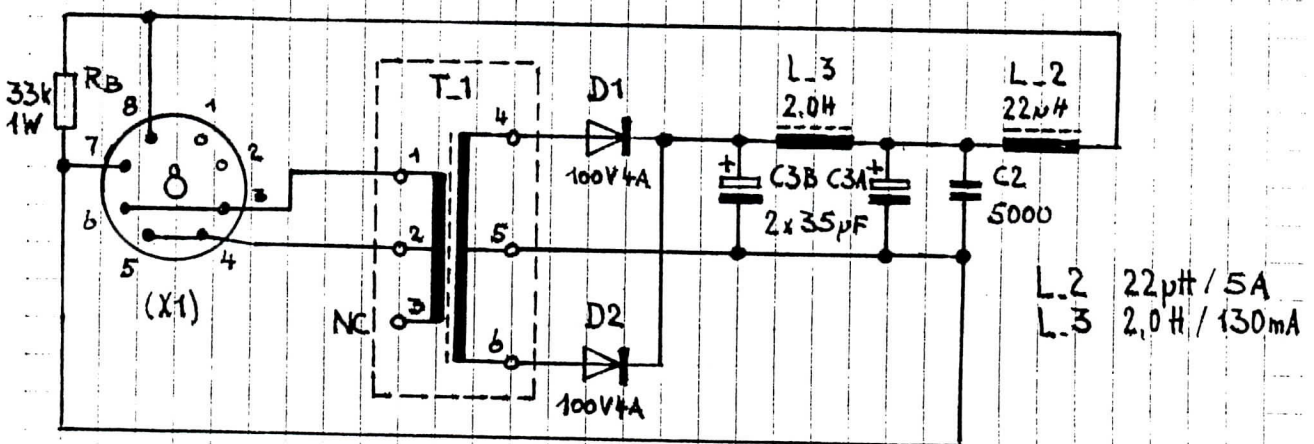 33k
1W
RB
8
1
7
2
8
3
6
5
4
(X1)
T_1
1
2
3
NC
4
5
6
D1
100V4A
D2
100V4A
L_3
2,0H
L_2
22µH
+
C3B
C3A
+
2x35µF
C2
5000
L_2 22µH / 5A
L_3 2,0H / 130mA